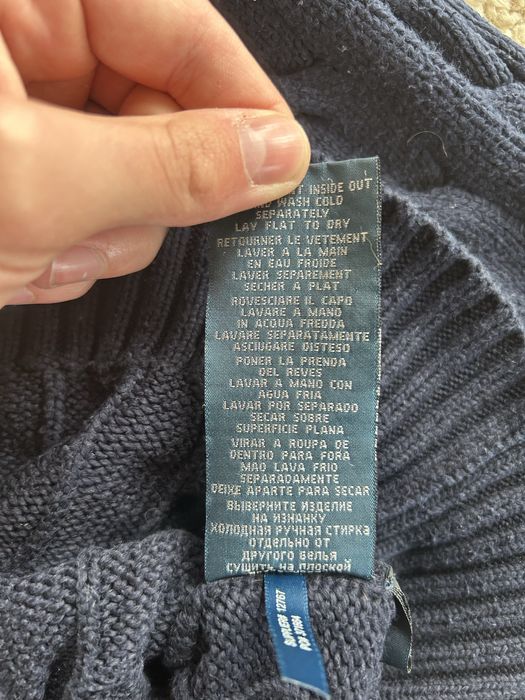 INSIDE OUT
WASH COLD
SEPARATELY
LAY FLAT TO DRY
RETOURNER LE VETEMENT
LAVER A LA MAIN
EN EAU FROIDE
LAVER SEPAREMENT
SECHER A PLAT
ROVESCIARE IL CAPO
LAVARE A MANO
IN ACQUA FREDDA
LAVARE SEPARATAMENTE
ASCIUGARE DISTESO
PONER LA PRENDA
DEL REVES
LAVAR A MANO CON
AGUA FRIA
LAVAR POR SEPARADO
SECAR SOBRE
SUPERFICIE PLANA
VIRAR A ROUPA DE
DENTRO PARA FORA
MAO LAVA FRIO
SEPARADAMENTE
DEIXE APARTE PARA SECAR
ВЫВЕРНИТЕ ИЗДЕЛИЕ
НА ИЗНАНКУ
ХОЛОДНАЯ РУЧНАЯ СТИРКА
ОТДЕЛЬНО ОТ
ДРУГОГО БЕЛЬЯ
СУШИТЬ НА ПЛОСКОЙ
SUPPLIER 12767
PO#